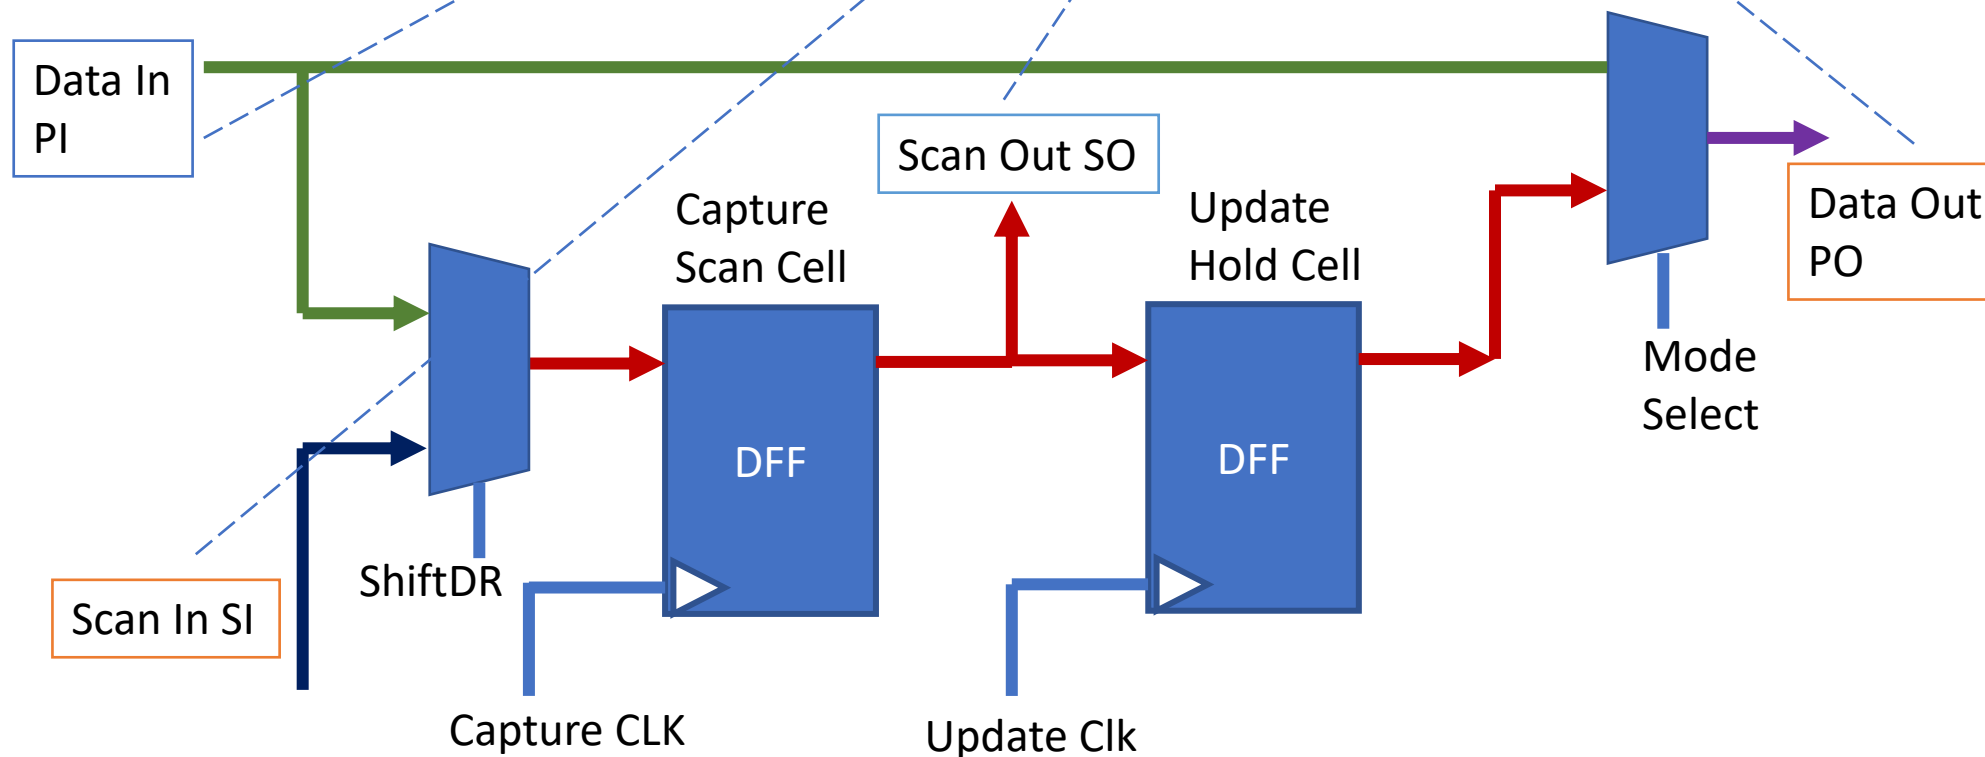 Data In
PI
Scan Out SO
Capture
Scan Cell
Update
Hold Cell
Data Out
PO
Mode
Select
DFF
DFF
ShiftDR
Scan In SI
Capture CLK
Update Clk